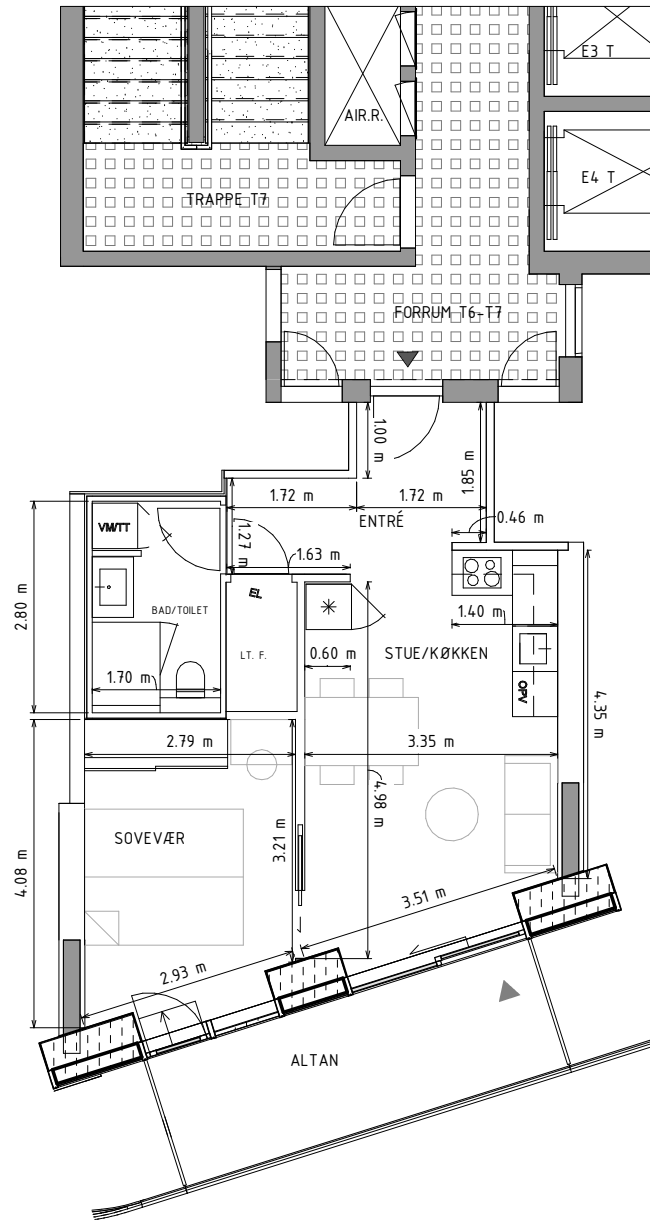 E3 T
AIR.R.
E4 T
TRAPPE T7
FORRUM T6-T7
1.00 m
1.85 m
1.72 m
1.72 m
0.46 m
ENTRÉ
VM/TT
1.27 m
1.63 m
2.80 m
EL
BAD/TOILET
1.40 m
LT. F.
STUE/KØKKEN
0.60 m
1.70 m
OPV
4.35 m
2.79 m
3.35 m
4.98 m
SOVEVÆR
3.21 m
4.08 m
3.51 m
2.93 m
ALTAN